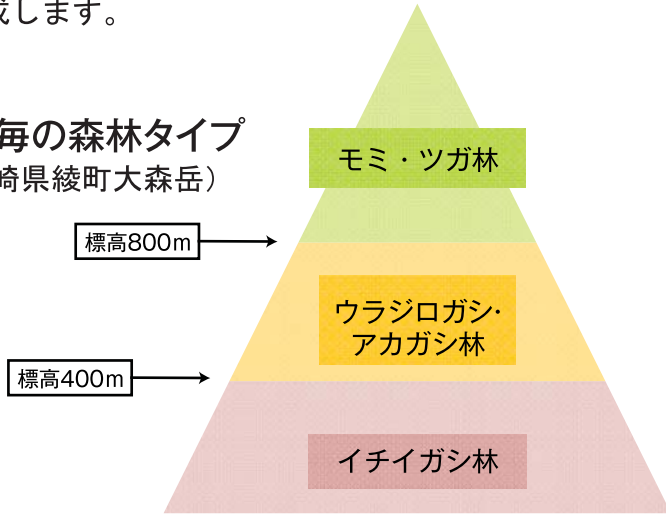 成します。
毎の森林タイプ
崎県綾町大森岳）
モミ・ツガ林
標高800m
ウラジロガシ・
アカガシ林
標高400m
イチイガシ林